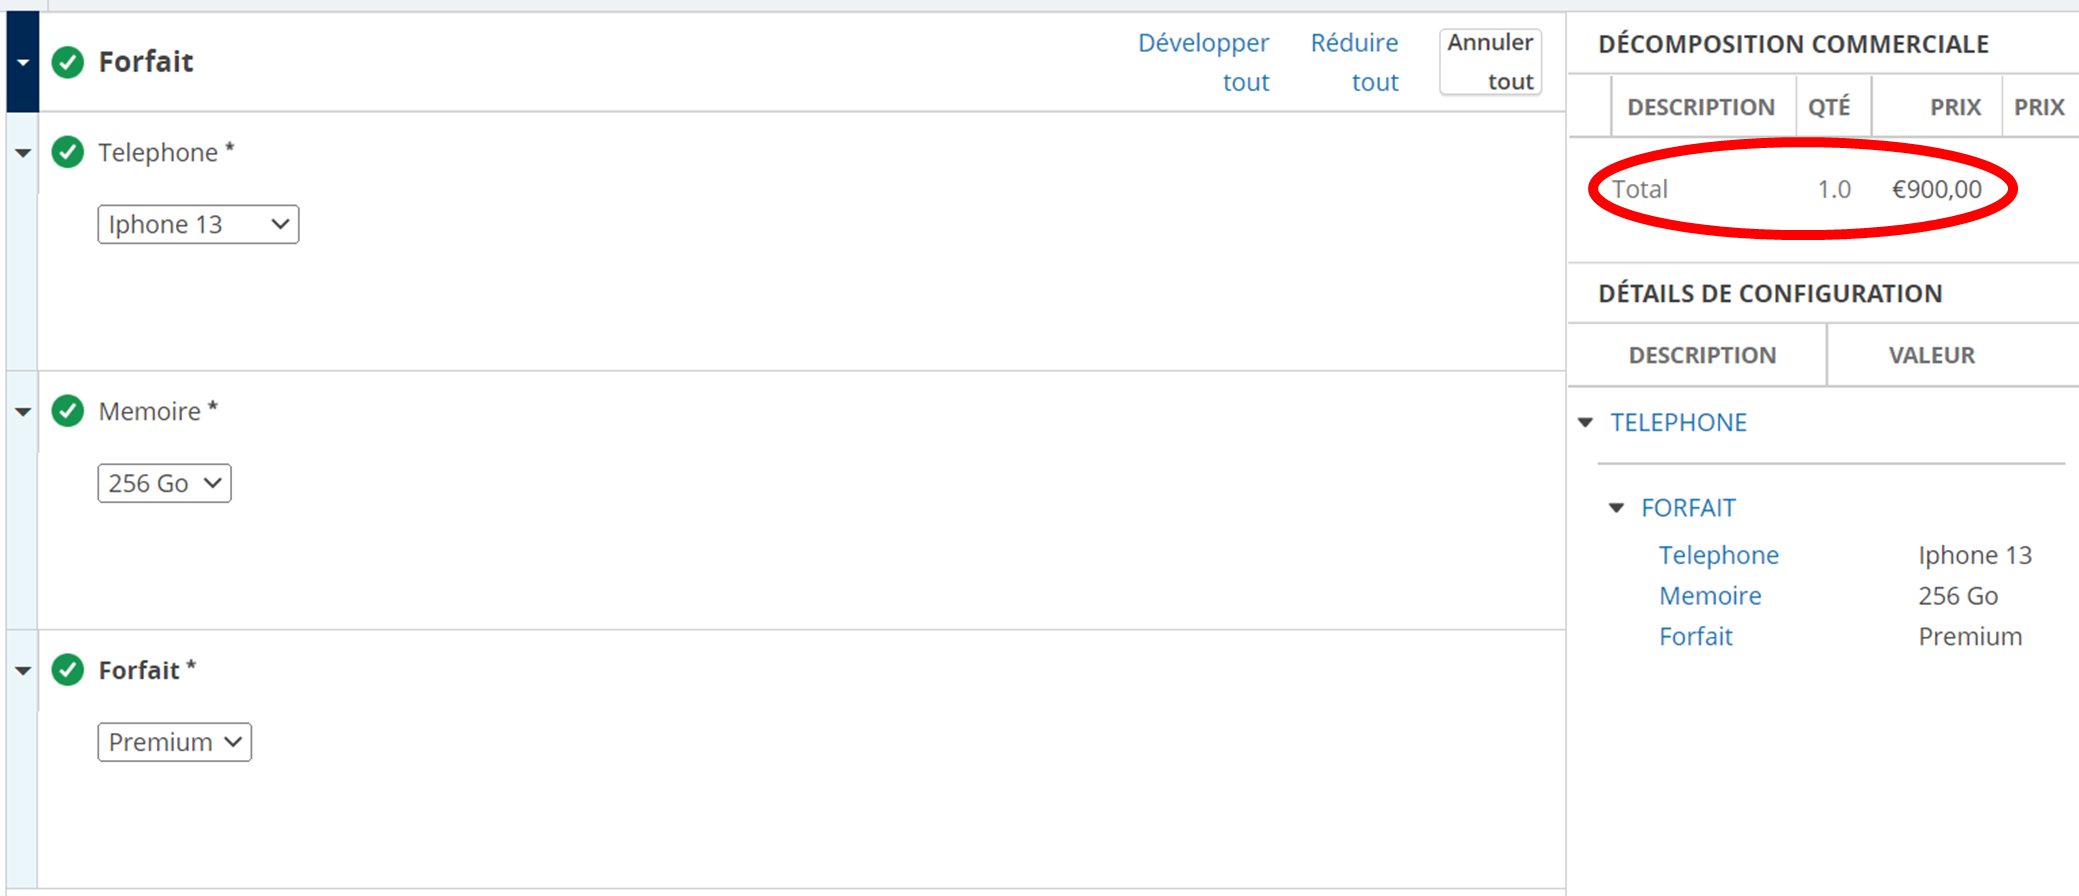 Forfait
Développer tout
Réduire tout
Annuler tout
Telephone *
Iphone 13
Memoire *
256 Go
Forfait *
Premium
DÉCOMPOSITION COMMERCIALE
DESCRIPTION QTÉ PRIX PRIX
Total 1.0 €900,00
DÉTAILS DE CONFIGURATION
DESCRIPTION VALEUR
TELEPHONE
FORFAIT
Telephone Iphone 13
Memoire 256 Go
Forfait Premium